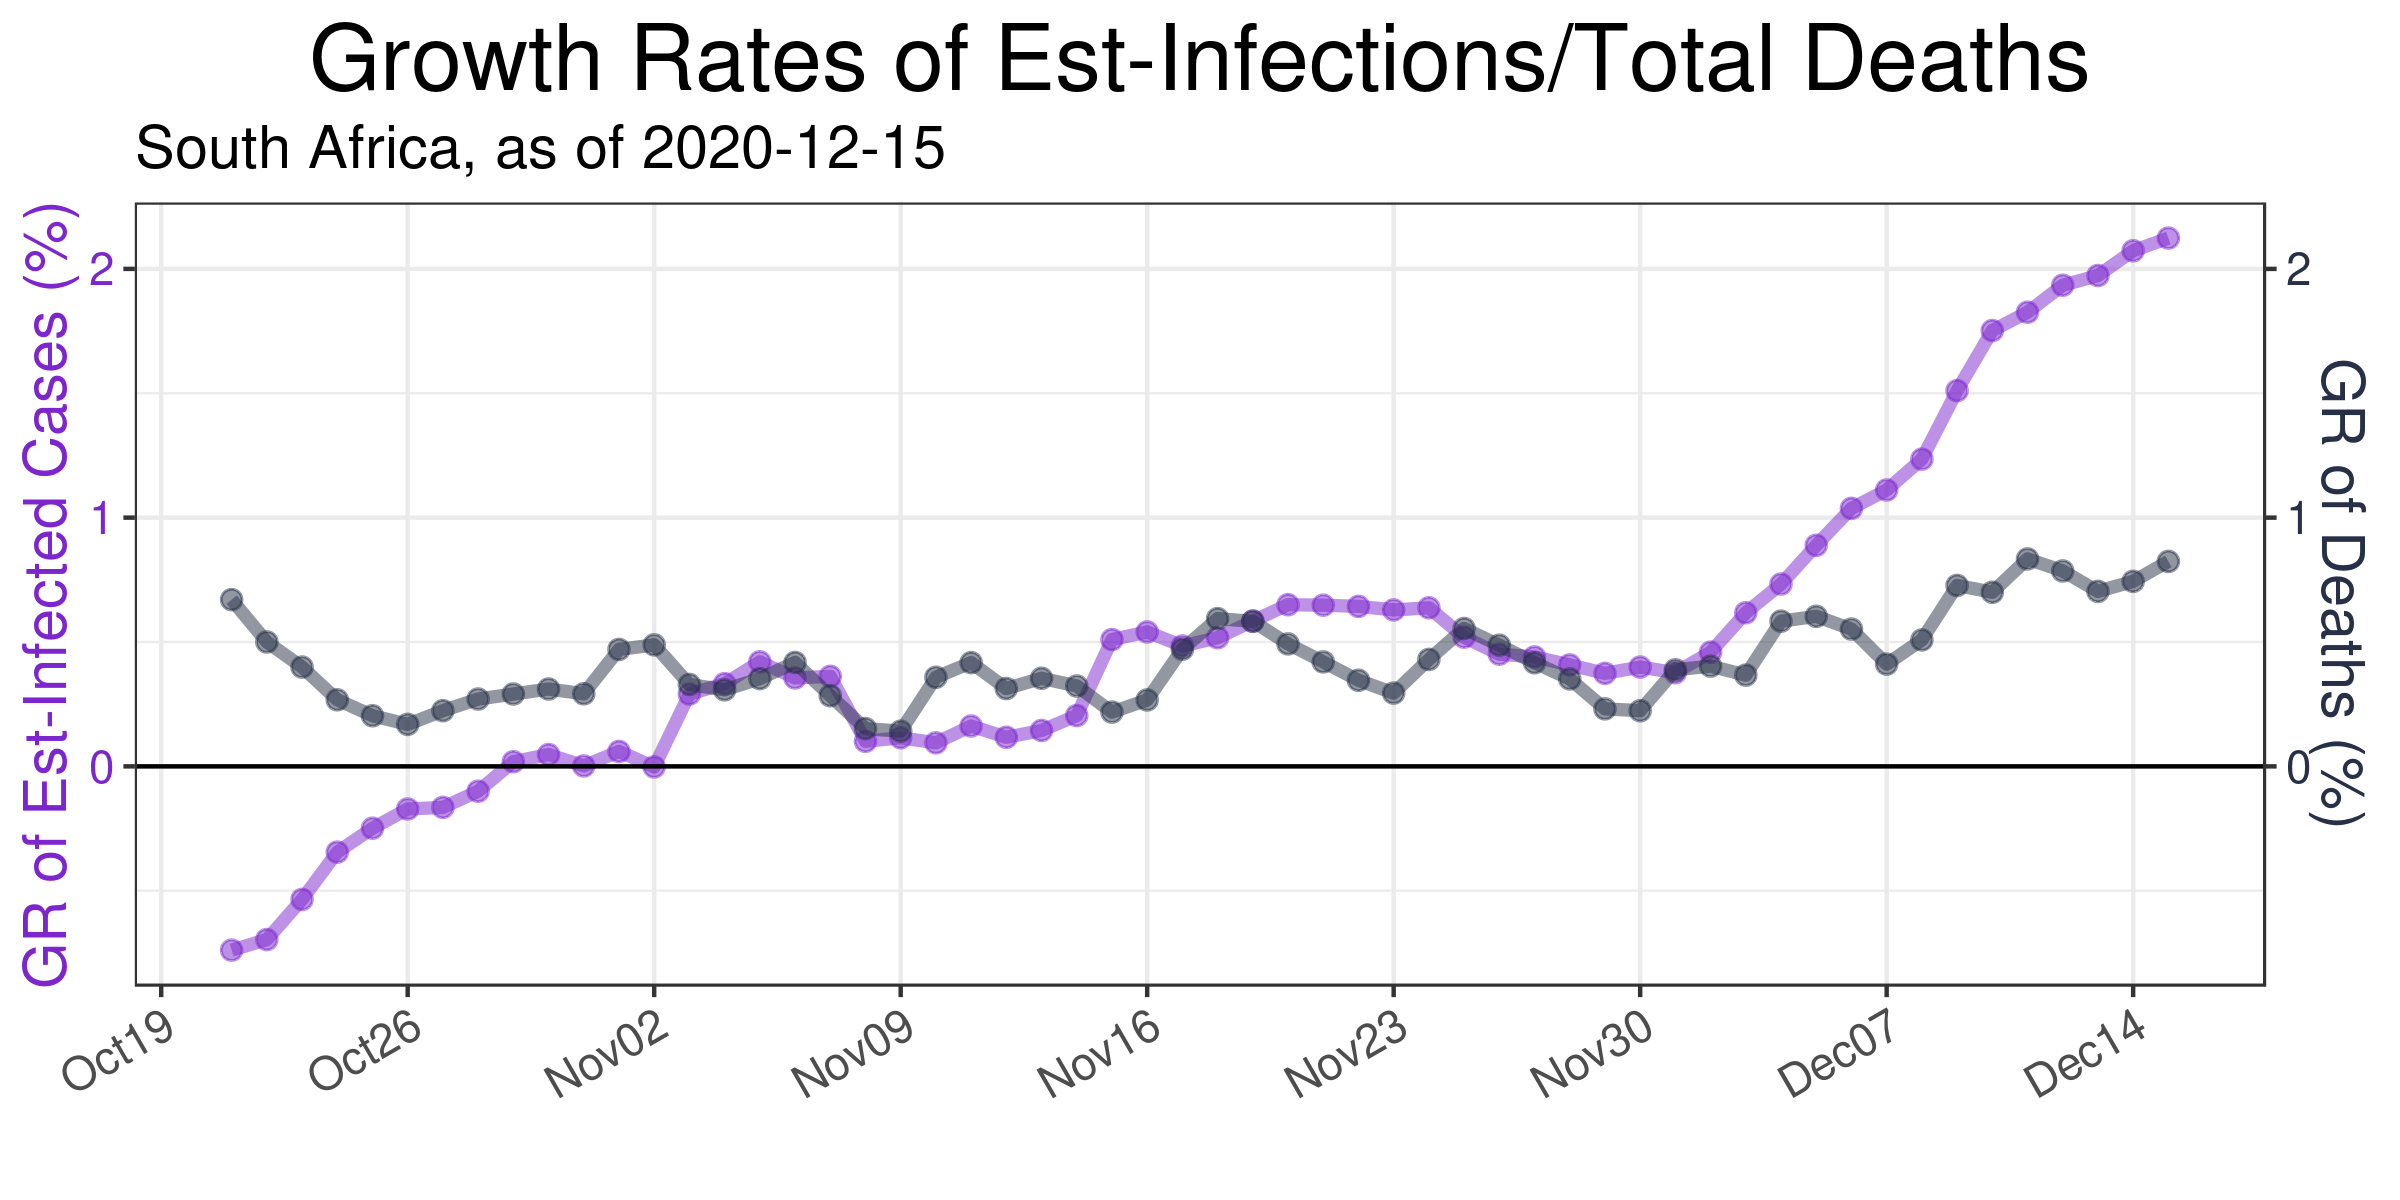 Growth Rates of Est-Infections/Total Deaths
South Africa, as of 2020-12-15
GR of Est-Infected Cases (%)
2
1
0
2
1
0
GR of Deaths (%)
Oct19
Oct26
Nov02
Nov09
Nov16
Nov23
Nov30
Dec07
Dec14